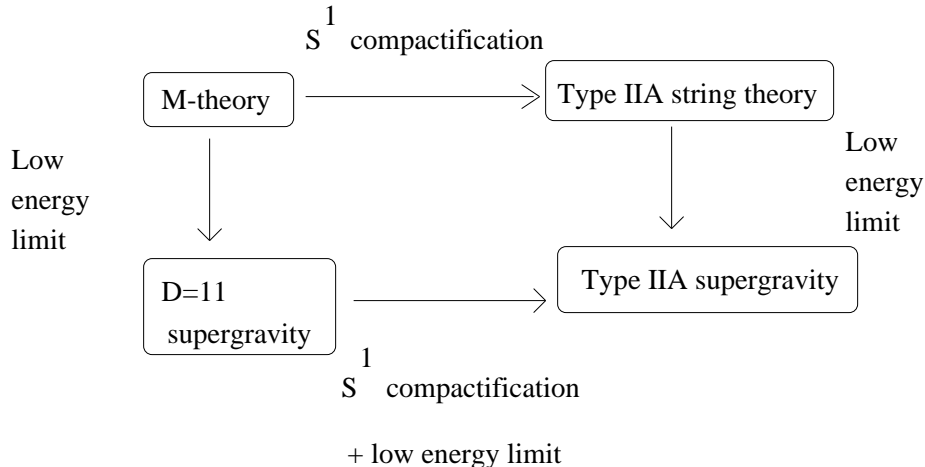 S1 compactification
M-theory
Type IIA string theory
Low
energy
limit
Low
energy
limit
D=11
supergravity
Type IIA supergravity
S1 compactification
+ low energy limit